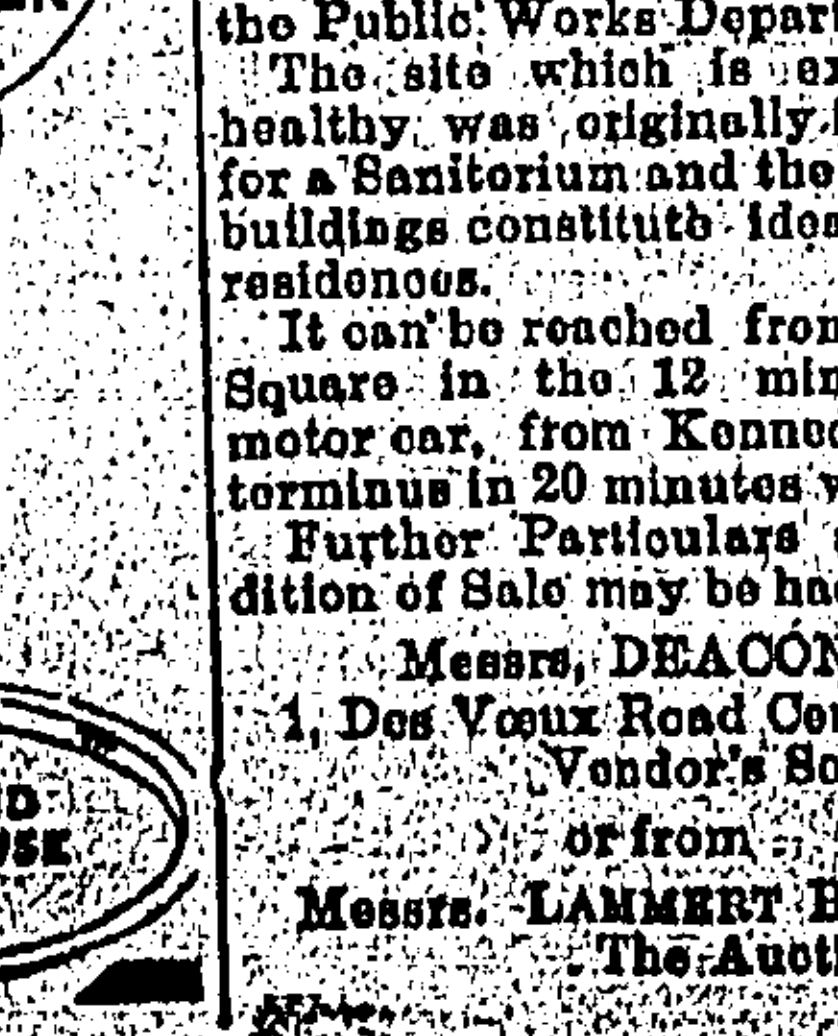 the Public Works Depart
The site which is ex
healthy was originally
for a Sanitorium and the
buildings constitute idea
residences.
It can be reached from
Square in the 12 min
motor car, from Kenned
terminus in 20 minutes w
Further Particulars
dition of Sale may be had
Messrs. DEACON
1, Des Vœux Road Cen
Vendor's So
or from
Messrs. LAMMERT B
The Aucti